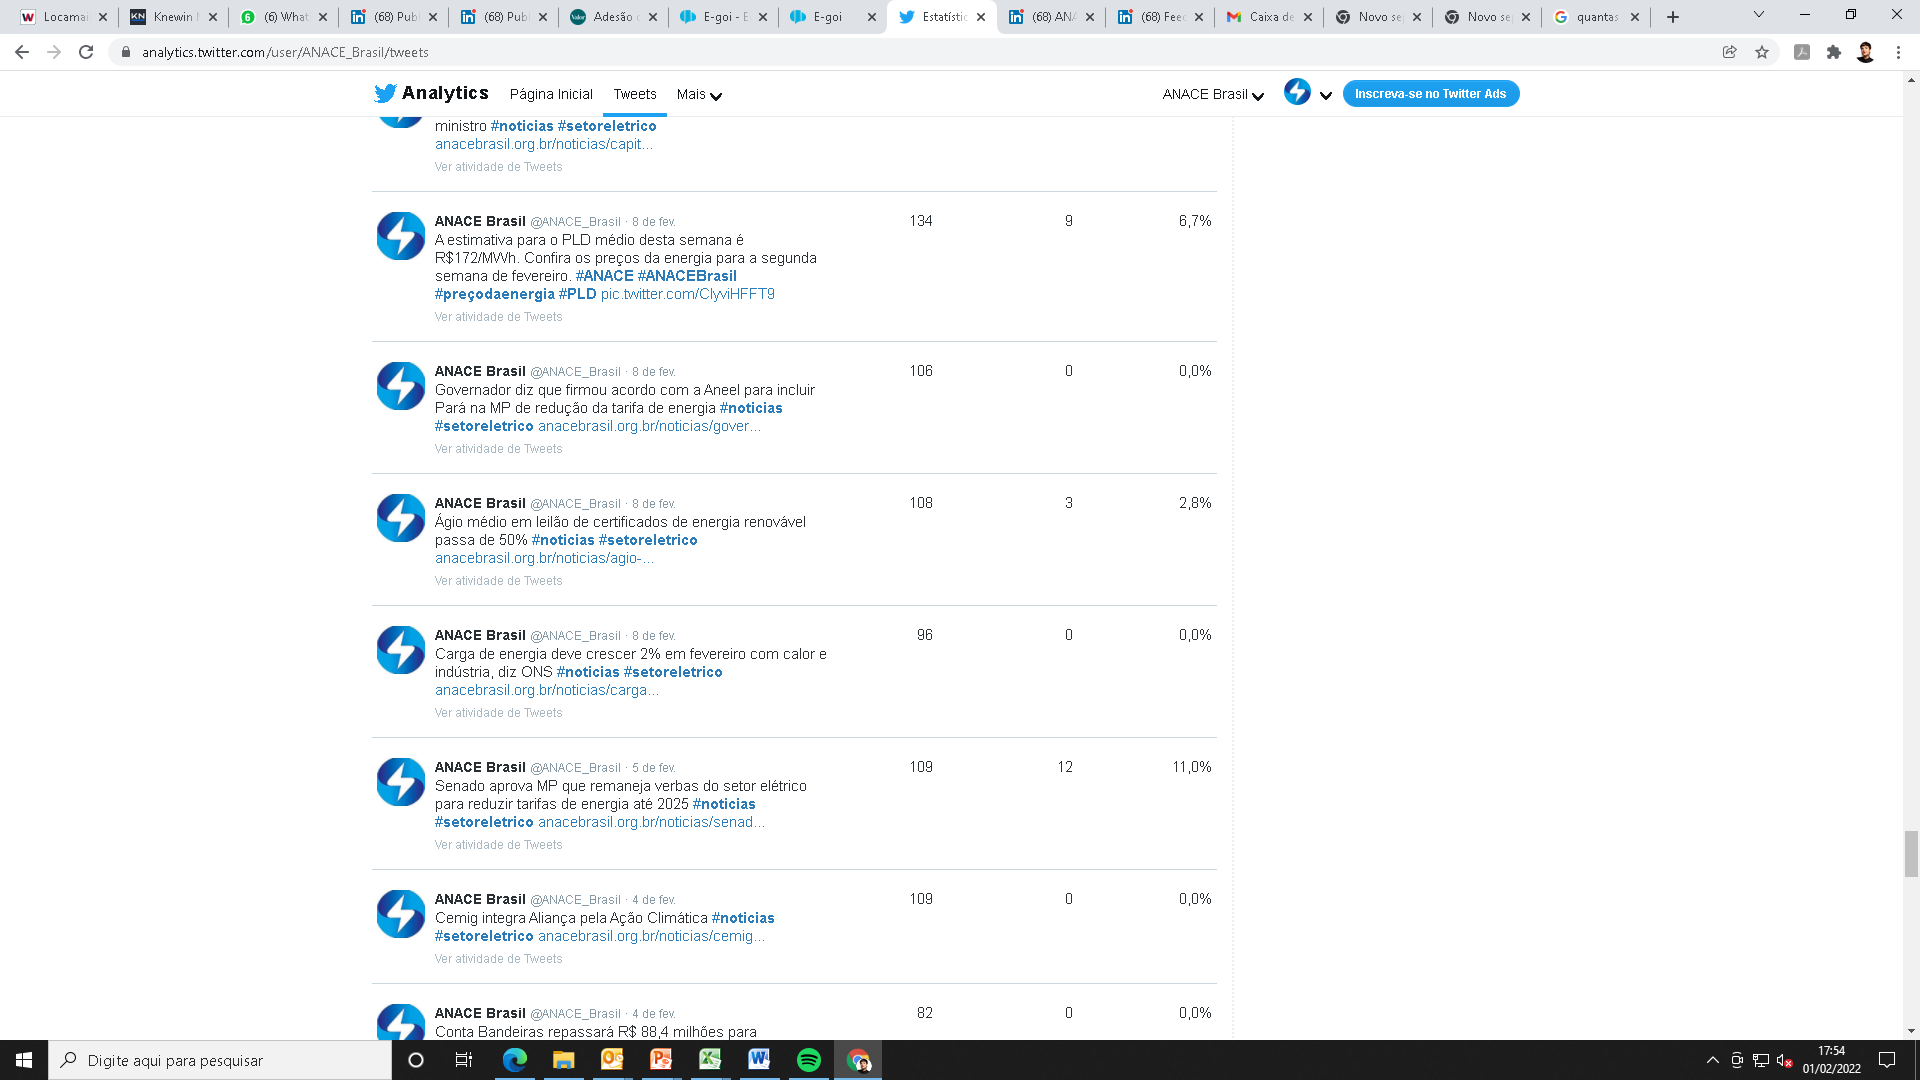 Locamai
Knewin
(6) What
(68) Publ
(68) Publ
Adesão
E-goi - E
E-goi
Estatístic
(68) ANA
(68) Feed
Caixa de
Novo se
Novo se
quantas
analytics.twitter.com/user/ANACE_Brasil/tweets
Analytics Página Inicial Tweets Mais ANACE Brasil Inscreva-se no Twitter Ads
ministro #noticias #setoreletrico
anacebrasil.org.br/noticias/capit...
Ver atividade de Tweets
ANACE Brasil @ANACE_Brasil · 8 de fev. 134 9 6,7%
A estimativa para o PLD médio desta semana é
R$172/MWh. Confira os preços da energia para a segunda
semana de fevereiro. #ANACE #ANACEBrasil
#preçodaenergia #PLD pic.twitter.com/CIyviHFFT9
Ver atividade de Tweets
ANACE Brasil @ANACE_Brasil · 8 de fev. 106 0 0,0%
Governador diz que firmou acordo com a Aneel para incluir
Pará na MP de redução da tarifa de energia #noticias
#setoreletrico anacebrasil.org.br/noticias/gover...
Ver atividade de Tweets
ANACE Brasil @ANACE_Brasil · 8 de fev. 108 3 2,8%
Ágio médio em leilão de certificados de energia renovável
passa de 50% #noticias #setoreletrico
anacebrasil.org.br/noticias/agio-...
Ver atividade de Tweets
ANACE Brasil @ANACE_Brasil · 8 de fev. 96 0 0,0%
Carga de energia deve crescer 2% em fevereiro com calor e
indústria, diz ONS #noticias #setoreletrico
anacebrasil.org.br/noticias/carga...
Ver atividade de Tweets
ANACE Brasil @ANACE_Brasil · 5 de fev. 109 12 11,0%
Senado aprova MP que remaneja verbas do setor elétrico
para reduzir tarifas de energia até 2025 #noticias
#setoreletrico anacebrasil.org.br/noticias/senad...
Ver atividade de Tweets
ANACE Brasil @ANACE_Brasil · 4 de fev. 109 0 0,0%
Cemig integra Aliança pela Ação Climática #noticias
#setoreletrico anacebrasil.org.br/noticias/cemig...
Ver atividade de Tweets
ANACE Brasil @ANACE_Brasil · 4 de fev. 82 0 0,0%
Conta Bandeiras repassará R$ 88,4 milhões para
Digite aqui para pesquisar
17:54
01/02/2022